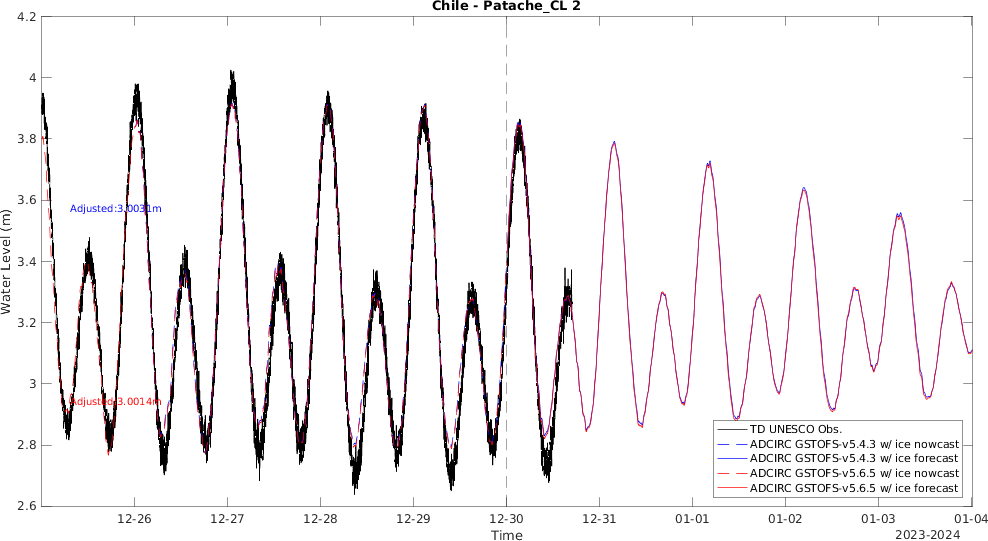 Chile - Patache_CL 2
4.2
4
3.8
3.6
3.4
3.2
3
2.8
2.6
Water Level (m)
Adjusted:3.0031m
Adjusted:3.0014m
TD UNESCO Obs.
ADCIRC GSTOFS-v5.4.3 w/ ice nowcast
ADCIRC GSTOFS-v5.4.3 w/ ice forecast
ADCIRC GSTOFS-v5.6.5 w/ ice nowcast
ADCIRC GSTOFS-v5.6.5 w/ ice forecast
12-26 12-27 12-28 12-29 12-30 12-31 01-01 01-02 01-03 01-04
Time
2023-2024